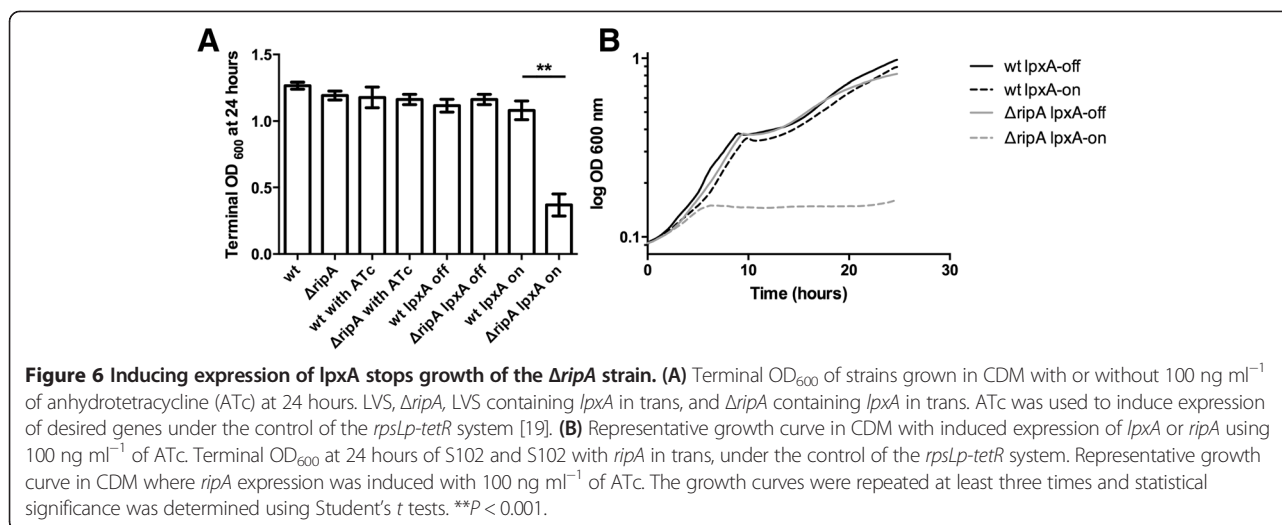 A
Terminal OD 600 at 24 hours
1.5
1.0
0.5
0.0
**
wt
ΔripA
wt with ATc
ΔripA with ATc
wt lpxA off
ΔripA lpxA off
wt lpxA on
ΔripA lpxA on
B
log OD 600 nm
1
0.1
0
10
20
30
Time (hours)
wt lpxA-off
wt lpxA-on
ΔripA lpxA-off
ΔripA lpxA-on
Figure 6 Inducing expression of lpxA stops growth of the ΔripA strain. (A) Terminal OD600 of strains grown in CDM with or without 100 ng ml−1
of anhydrotetracycline (ATc) at 24 hours. LVS, ΔripA, LVS containing lpxA in trans, and ΔripA containing lpxA in trans. ATc was used to induce expression
of desired genes under the control of the rpsLp-tetR system [19]. (B) Representative growth curve in CDM with induced expression of lpxA or ripA using
100 ng ml−1 of ATc. Terminal OD600 at 24 hours of S102 and S102 with ripA in trans, under the control of the rpsLp-tetR system. Representative growth
curve in CDM where ripA expression was induced with 100 ng ml−1 of ATc. The growth curves were repeated at least three times and statistical
significance was determined using Student's t tests. **P < 0.001.